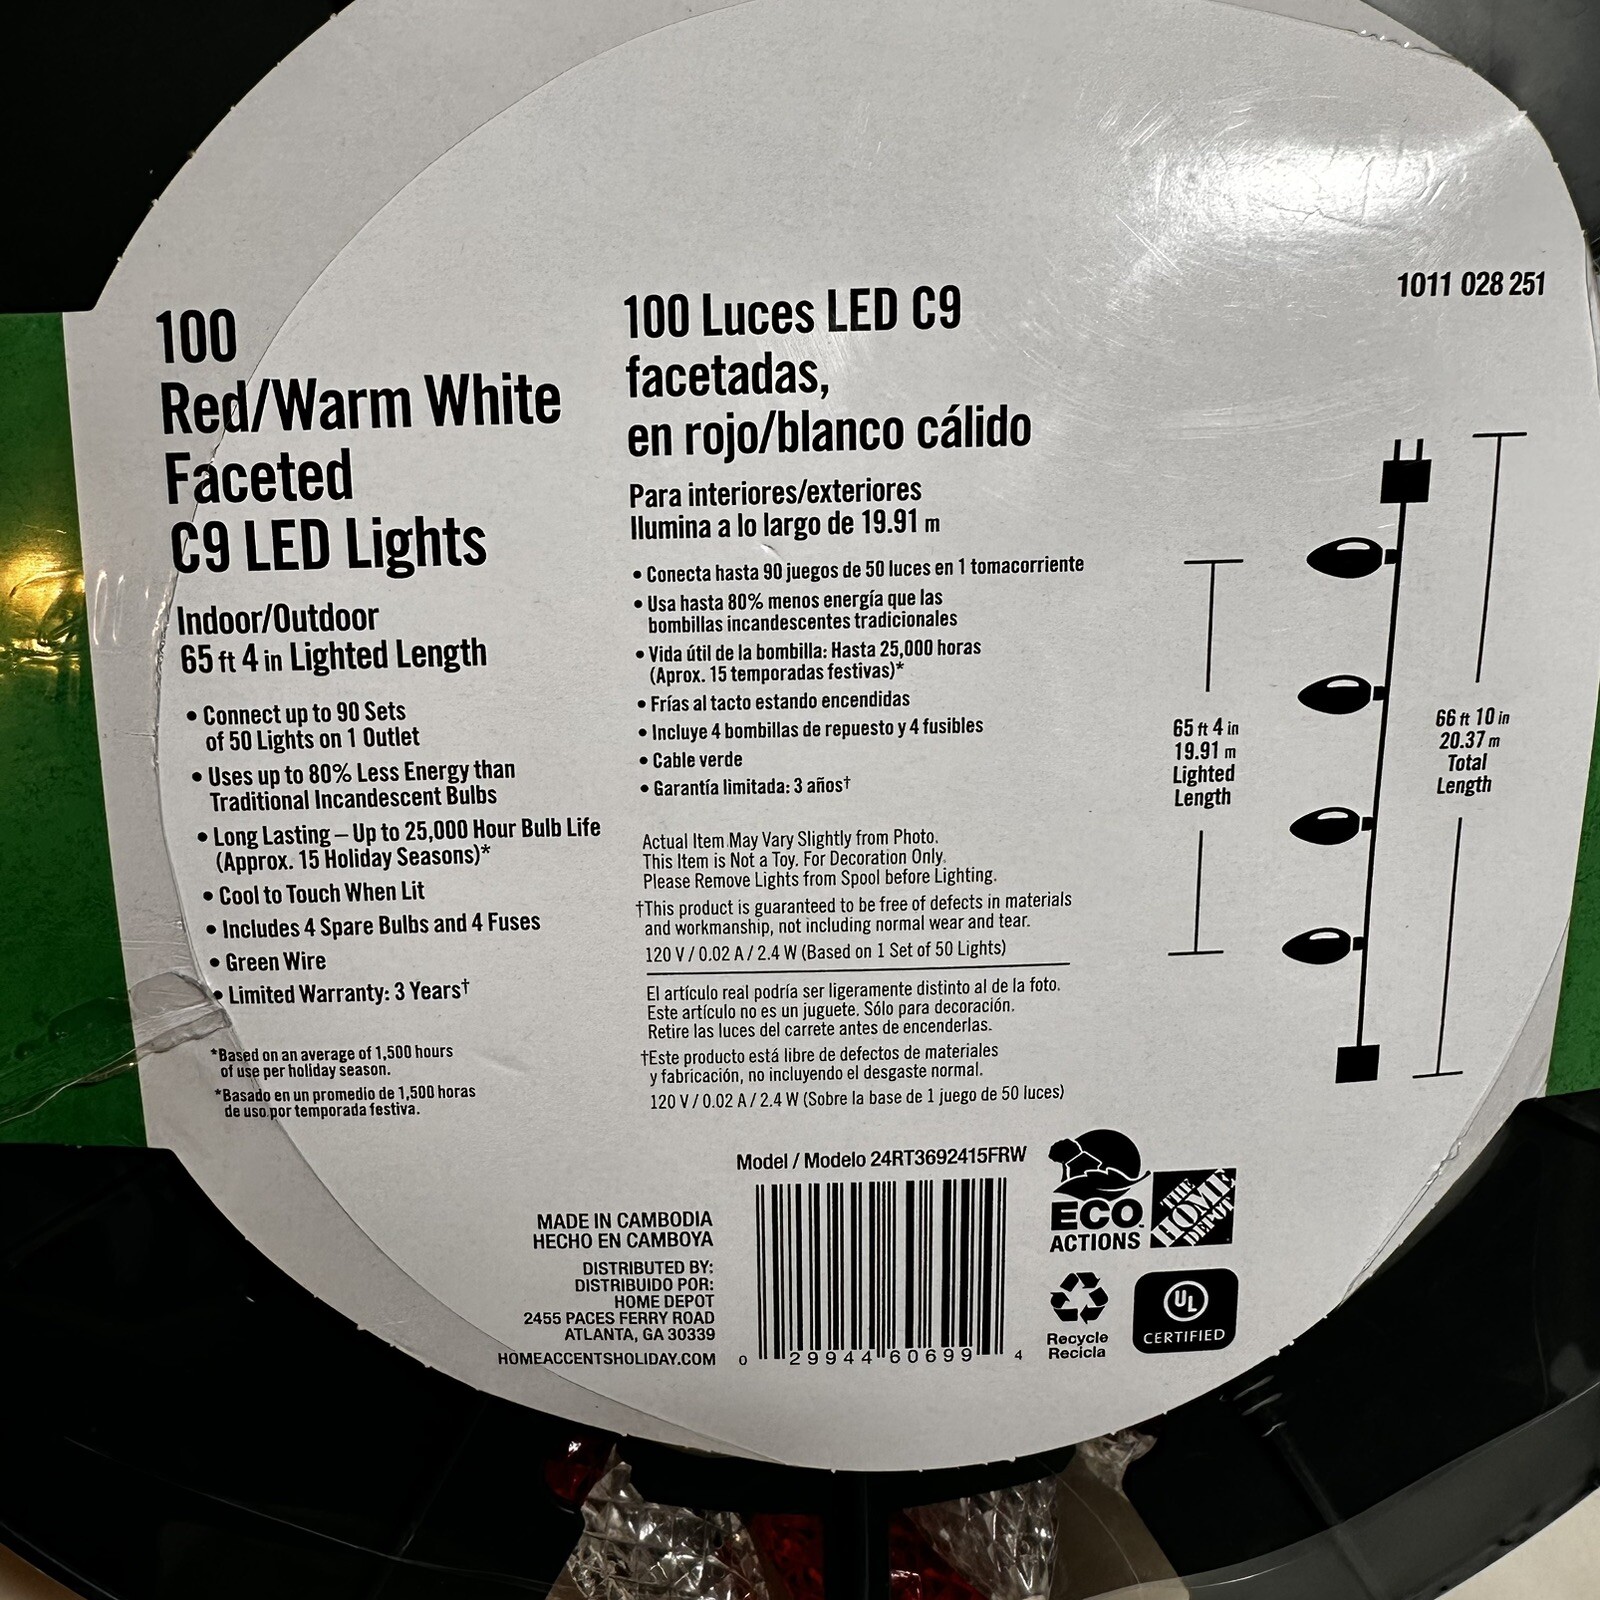 100
Red/Warm White
Faceted
C9 LED Lights
Indoor/Outdoor
65 ft 4 in Lighted Length
• Connect up to 90 Sets
of 50 Lights on 1 Outlet
• Uses up to 80% Less Energy than
Traditional Incandescent Bulbs
• Long Lasting – Up to 25,000 Hour Bulb Life
(Approx. 15 Holiday Seasons)*
• Cool to Touch When Lit
• Includes 4 Spare Bulbs and 4 Fuses
• Green Wire
• Limited Warranty: 3 Years†
*Based on an average of 1,500 hours
of use per holiday season.
*Basado en un promedio de 1,500 horas
de uso por temporada festiva.
100 Luces LED C9
facetadas,
en rojo/blanco cálido
Para interiores/exteriores
Ilumina a lo largo de 19.91 m
• Conecta hasta 90 juegos de 50 luces en 1 tomacorriente
• Usa hasta 80% menos energía que las
bombillas incandescentes tradicionales
• Vida útil de la bombilla: Hasta 25,000 horas
(Aprox. 15 temporadas festivas)*
• Frías al tacto estando encendidas
• Incluye 4 bombillas de repuesto y 4 fusibles
• Cable verde
• Garantía limitada: 3 años†
Actual Item May Vary Slightly from Photo.
This Item is Not a Toy. For Decoration Only.
Please Remove Lights from Spool before Lighting.
†This product is guaranteed to be free of defects in materials
and workmanship, not including normal wear and tear.
120 V / 0.02 A / 2.4 W (Based on 1 Set of 50 Lights)
El artículo real podría ser ligeramente distinto al de la foto.
Este artículo no es un juguete. Sólo para decoración.
Retire las luces del carrete antes de encenderlas.
†Este producto está libre de defectos de materiales
y fabricación, no incluyendo el desgaste normal.
120 V / 0.02 A / 2.4 W (Sobre la base de 1 juego de 50 luces)
1011 028 251
65 ft 4 in
19.91 m
Lighted
Length
66 ft 10 in
20.37 m
Total
Length
Model / Modelo 24RT3692415FRW
MADE IN CAMBODIA
HECHO EN CAMBOYA
DISTRIBUTED BY:
DISTRIBUIDO POR:
HOME DEPOT
2455 PACES FERRY ROAD
ATLANTA, GA 30339
HOMEACCENTSHOLIDAY.COM
0 29944 60699 4
ECO
ACTIONS
THE
HOME
DEPOT
Recycle
Recicla
UL
CERTIFIED